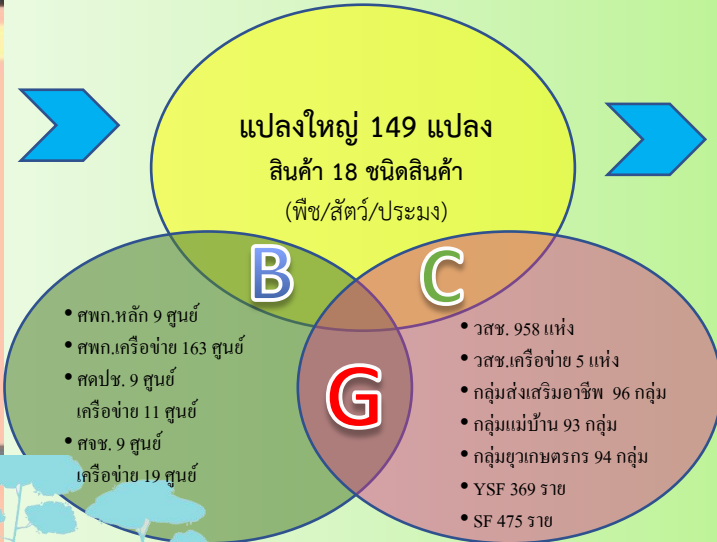 แปลงใหญ่ 149 แปลง
สินค้า 18 ชนิดสินค้า
(พืช/สัตว์/ประมง)
B
C
• ศพก.หลัก 9 ศูนย์
• ศพก.เครือข่าย 163 ศูนย์
• ศดปช. 9 ศูนย์
เครือข่าย 11 ศูนย์
• ศจช. 9 ศูนย์
เครือข่าย 19 ศูนย์
G
• วสช. 958 แห่ง
• วสช.เครือข่าย 5 แห่ง
• กลุ่มส่งเสริมอาชีพ 96 กลุ่ม
• กลุ่มแม่บ้าน 93 กลุ่ม
• กลุ่มยุวเกษตรกร 94 กลุ่ม
• YSF 369 ราย
• SF 475 ราย